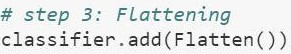 # step 3: Flattening
classifier.add(Flatten())